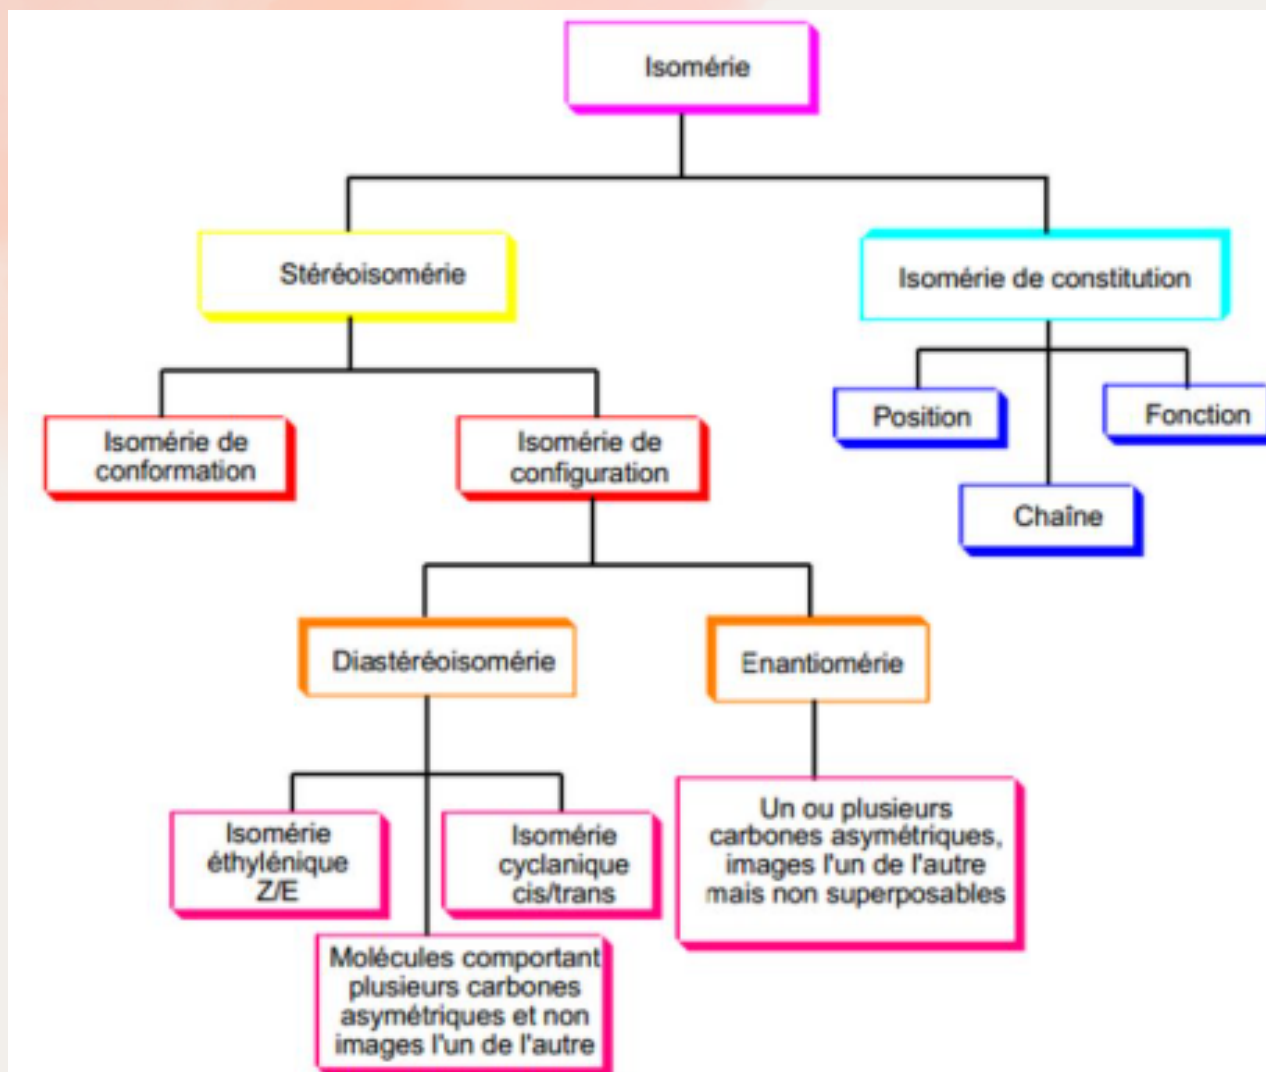 Isomérie
Stéréoisomérie
Isomérie de constitution
Position
Fonction
Chaîne
Isomérie de
conformation
Isomérie de
configuration
Diastéréoisomérie
Enantiomérie
Isomérie
éthylénique
Z/E
Isomérie
cyclanique
cis/trans
Molécules comportant
plusieurs carbones
asymétriques et non
images l'un de l'autre
Un ou plusieurs
carbones asymétriques,
images l'un de l'autre
mais non superposables